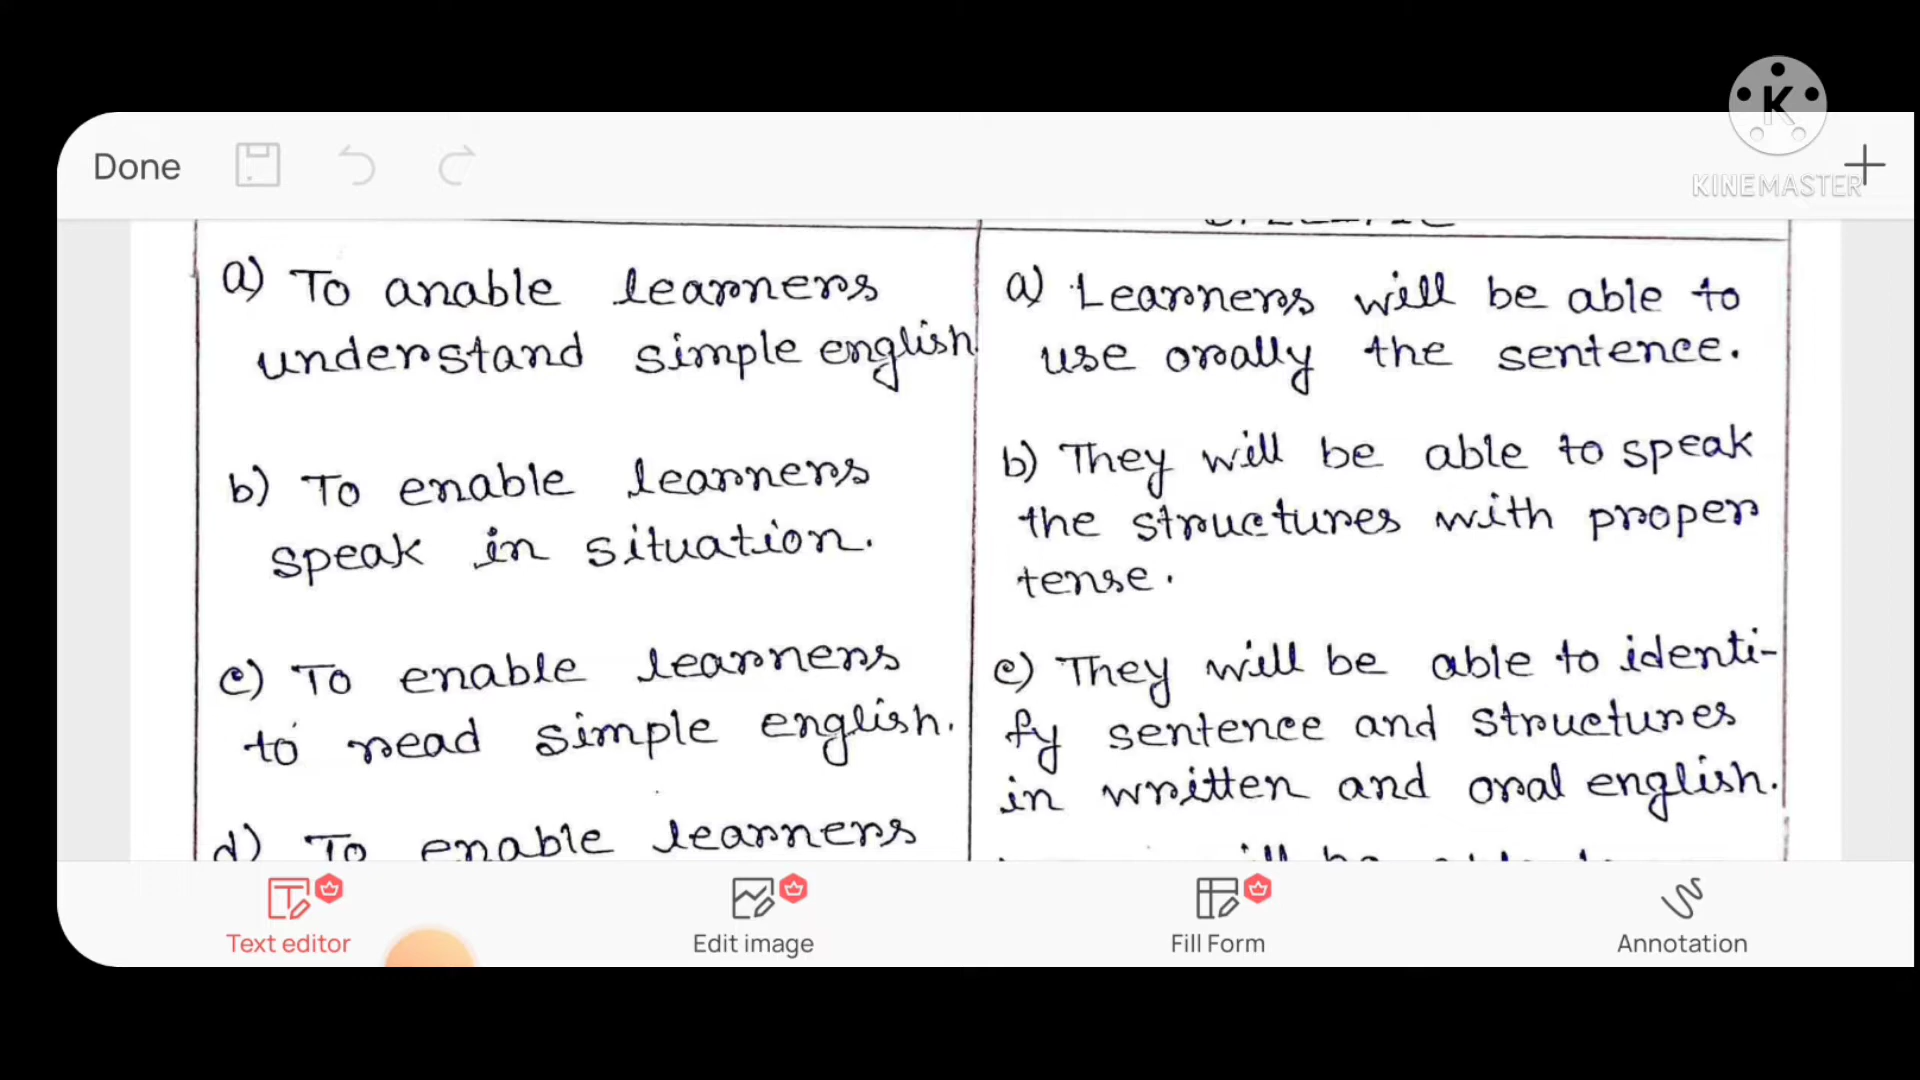 KINEMASTER
Done
SPECIFIC
a) To anable learners
understand simple english.
b) To enable learners
speak in situation.
c) To enable learners
to read simple english.
d) To enable learners
a) Learners will be able to
use orally the sentence.
b) They will be able to speak
the structures with proper
tense.
c) They will be able to identi-
fy sentence and structures
in written and oral english.
Text editor
Edit image
Fill Form
Annotation